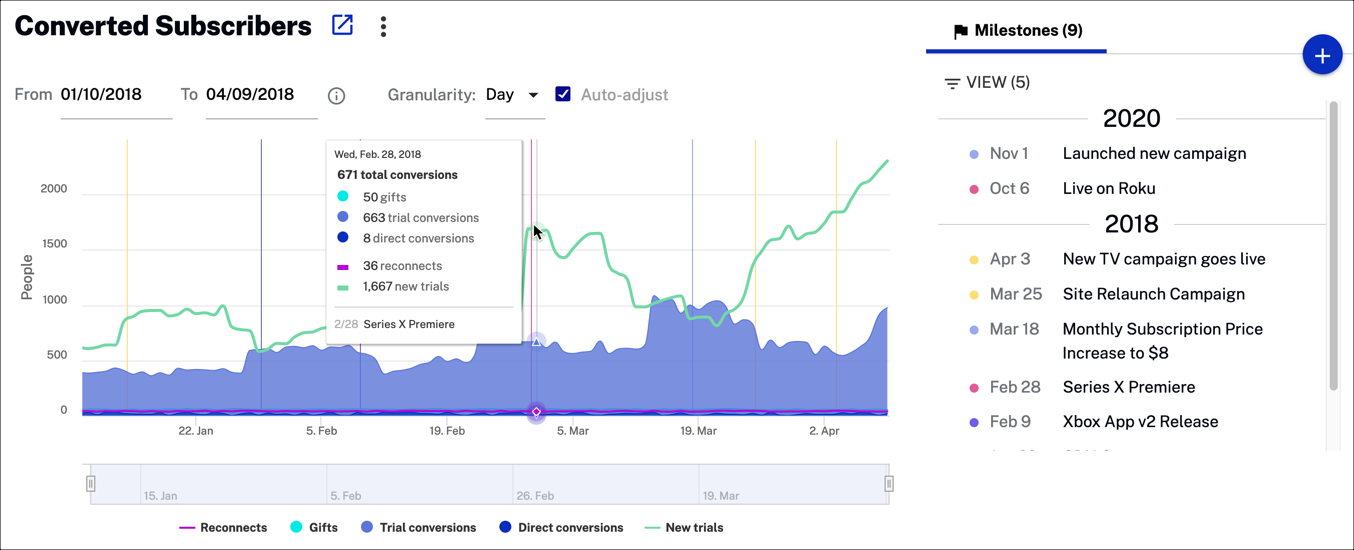 Converted Subscribers
From 01/10/2018 To 04/09/2018 Granularity: Day Auto-adjust
People
2000
1500
1000
500
0
Wed, Feb. 28, 2018
671 total conversions
50 gifts
663 trial conversions
8 direct conversions
36 reconnects
1,667 new trials
2/28 Series X Premiere
22. Jan 5. Feb 19. Feb 5. Mar 19. Mar 2. Apr
15. Jan 5. Feb 26. Feb 19. Mar
Reconnects Gifts Trial conversions Direct conversions New trials
Milestones (9)
VIEW (5)
2020
Nov 1 Launched new campaign
Oct 6 Live on Roku
2018
Apr 3 New TV campaign goes live
Mar 25 Site Relaunch Campaign
Mar 18 Monthly Subscription Price
Increase to $8
Feb 28 Series X Premiere
Feb 9 Xbox App v2 Release